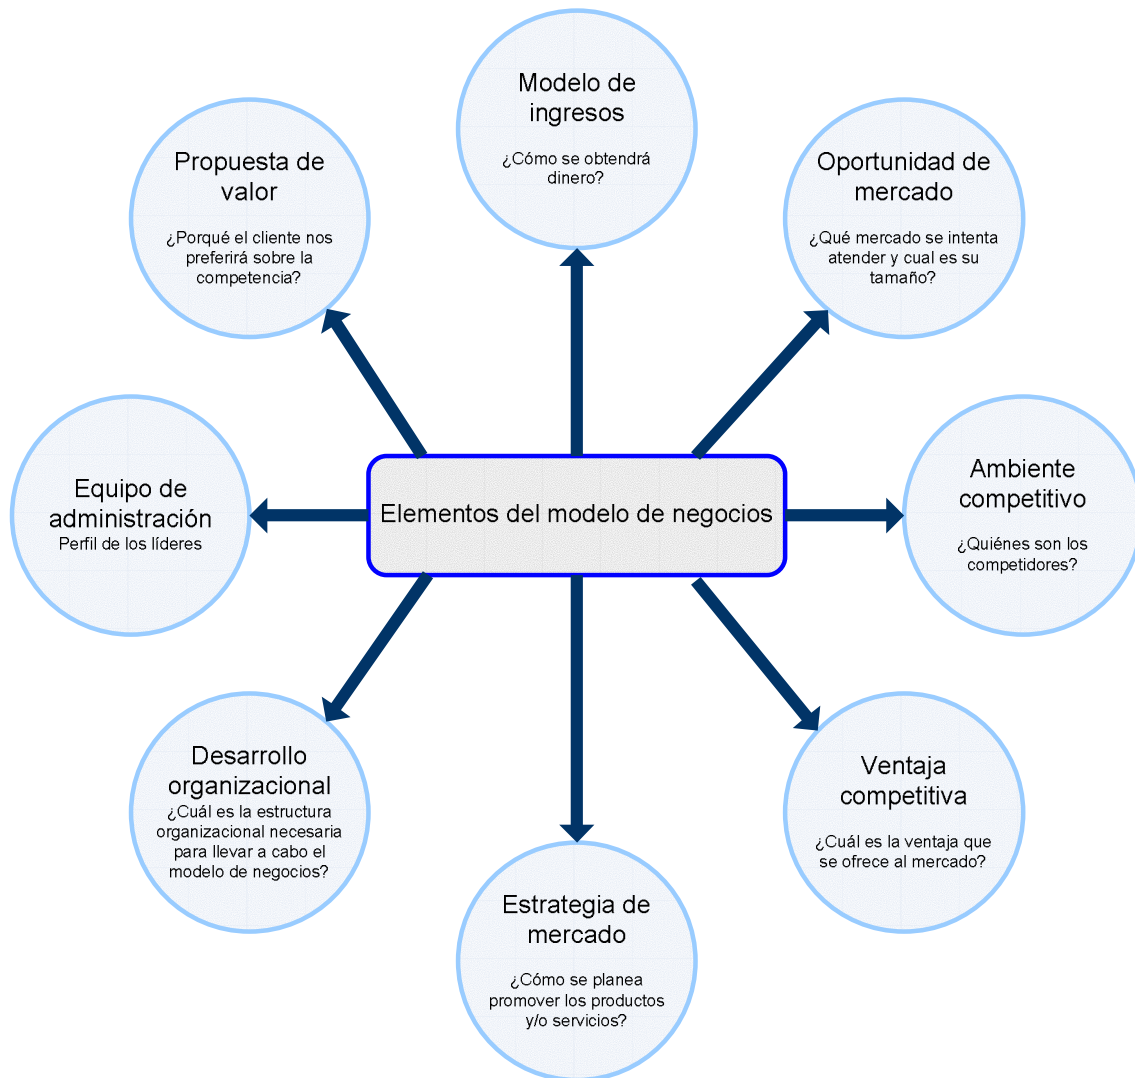 Modelo de
ingresos
¿Cómo se obtendrá
dinero?
Propuesta de
valor
¿Porqué el cliente nos
preferirá sobre la
competencia?
Oportunidad de
mercado
¿Qué mercado se intenta
atender y cual es su
tamaño?
Equipo de
administración
Perfil de los líderes
Elementos del modelo de negocios
Ambiente
competitivo
¿Quiénes son los
competidores?
Desarrollo
organizacional
¿Cuál es la estructura
organizacional necesaria
para llevar a cabo el
modelo de negocios?
Ventaja
competitiva
¿Cuál es la ventaja que
se ofrece al mercado?
Estrategia de
mercado
¿Cómo se planea
promover los productos
y/o servicios?